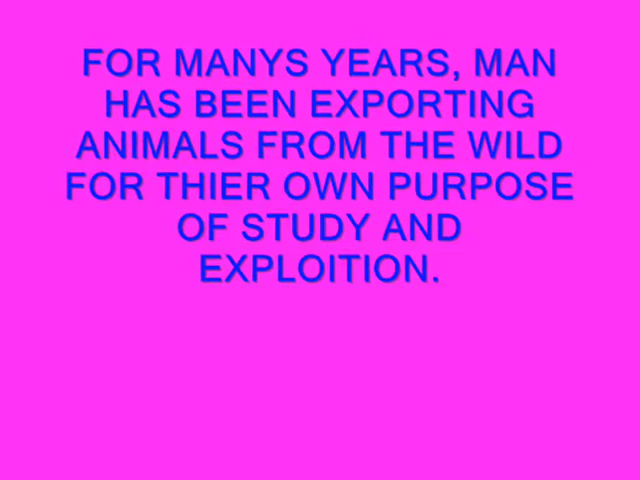 FOR MANYS YEARS, MAN
HAS BEEN EXPORTING
ANIMALS FROM THE WILD
FOR THIER OWN PURPOSE
OF STUDY AND
EXPLOITION.